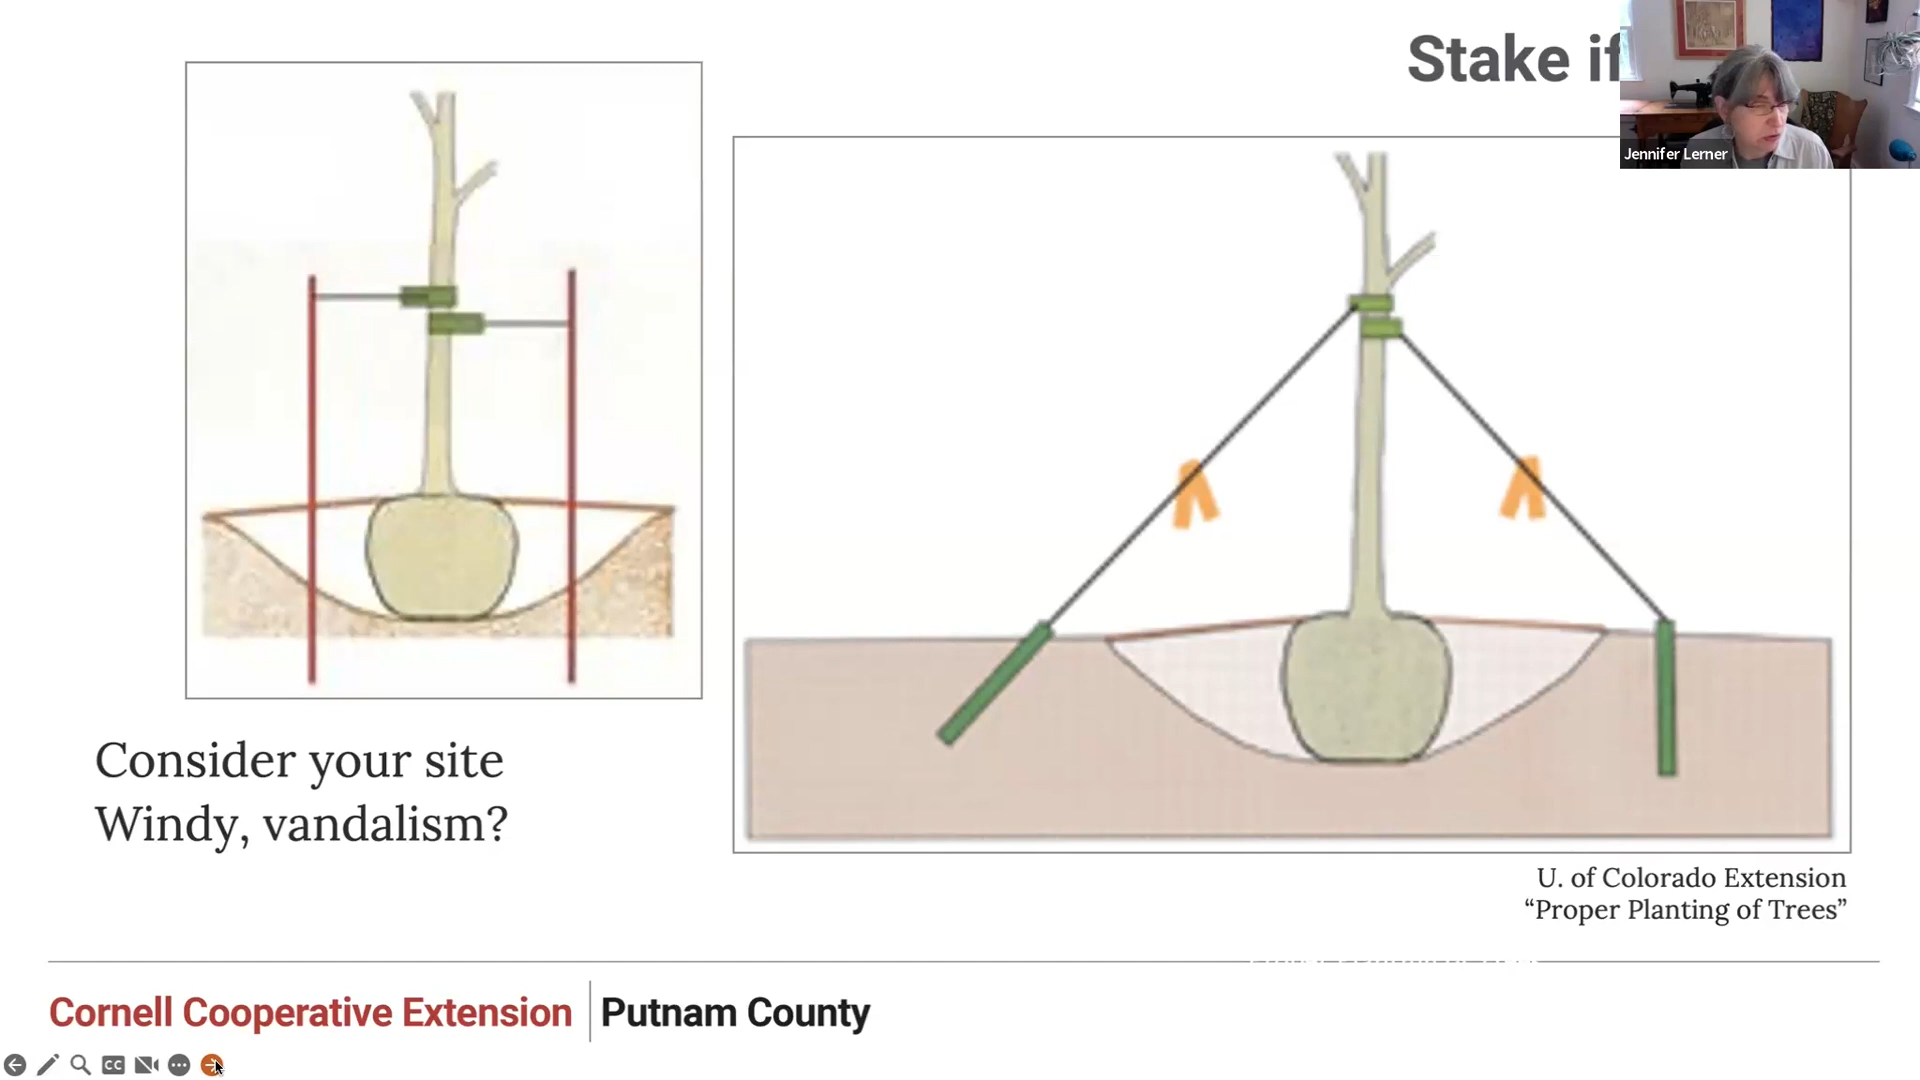 Stake if
Jennifer Lerner
Consider your site
Windy, vandalism?
U. of Colorado Extension
“Proper Planting of Trees”
Cornell Cooperative Extension Putnam County
CC